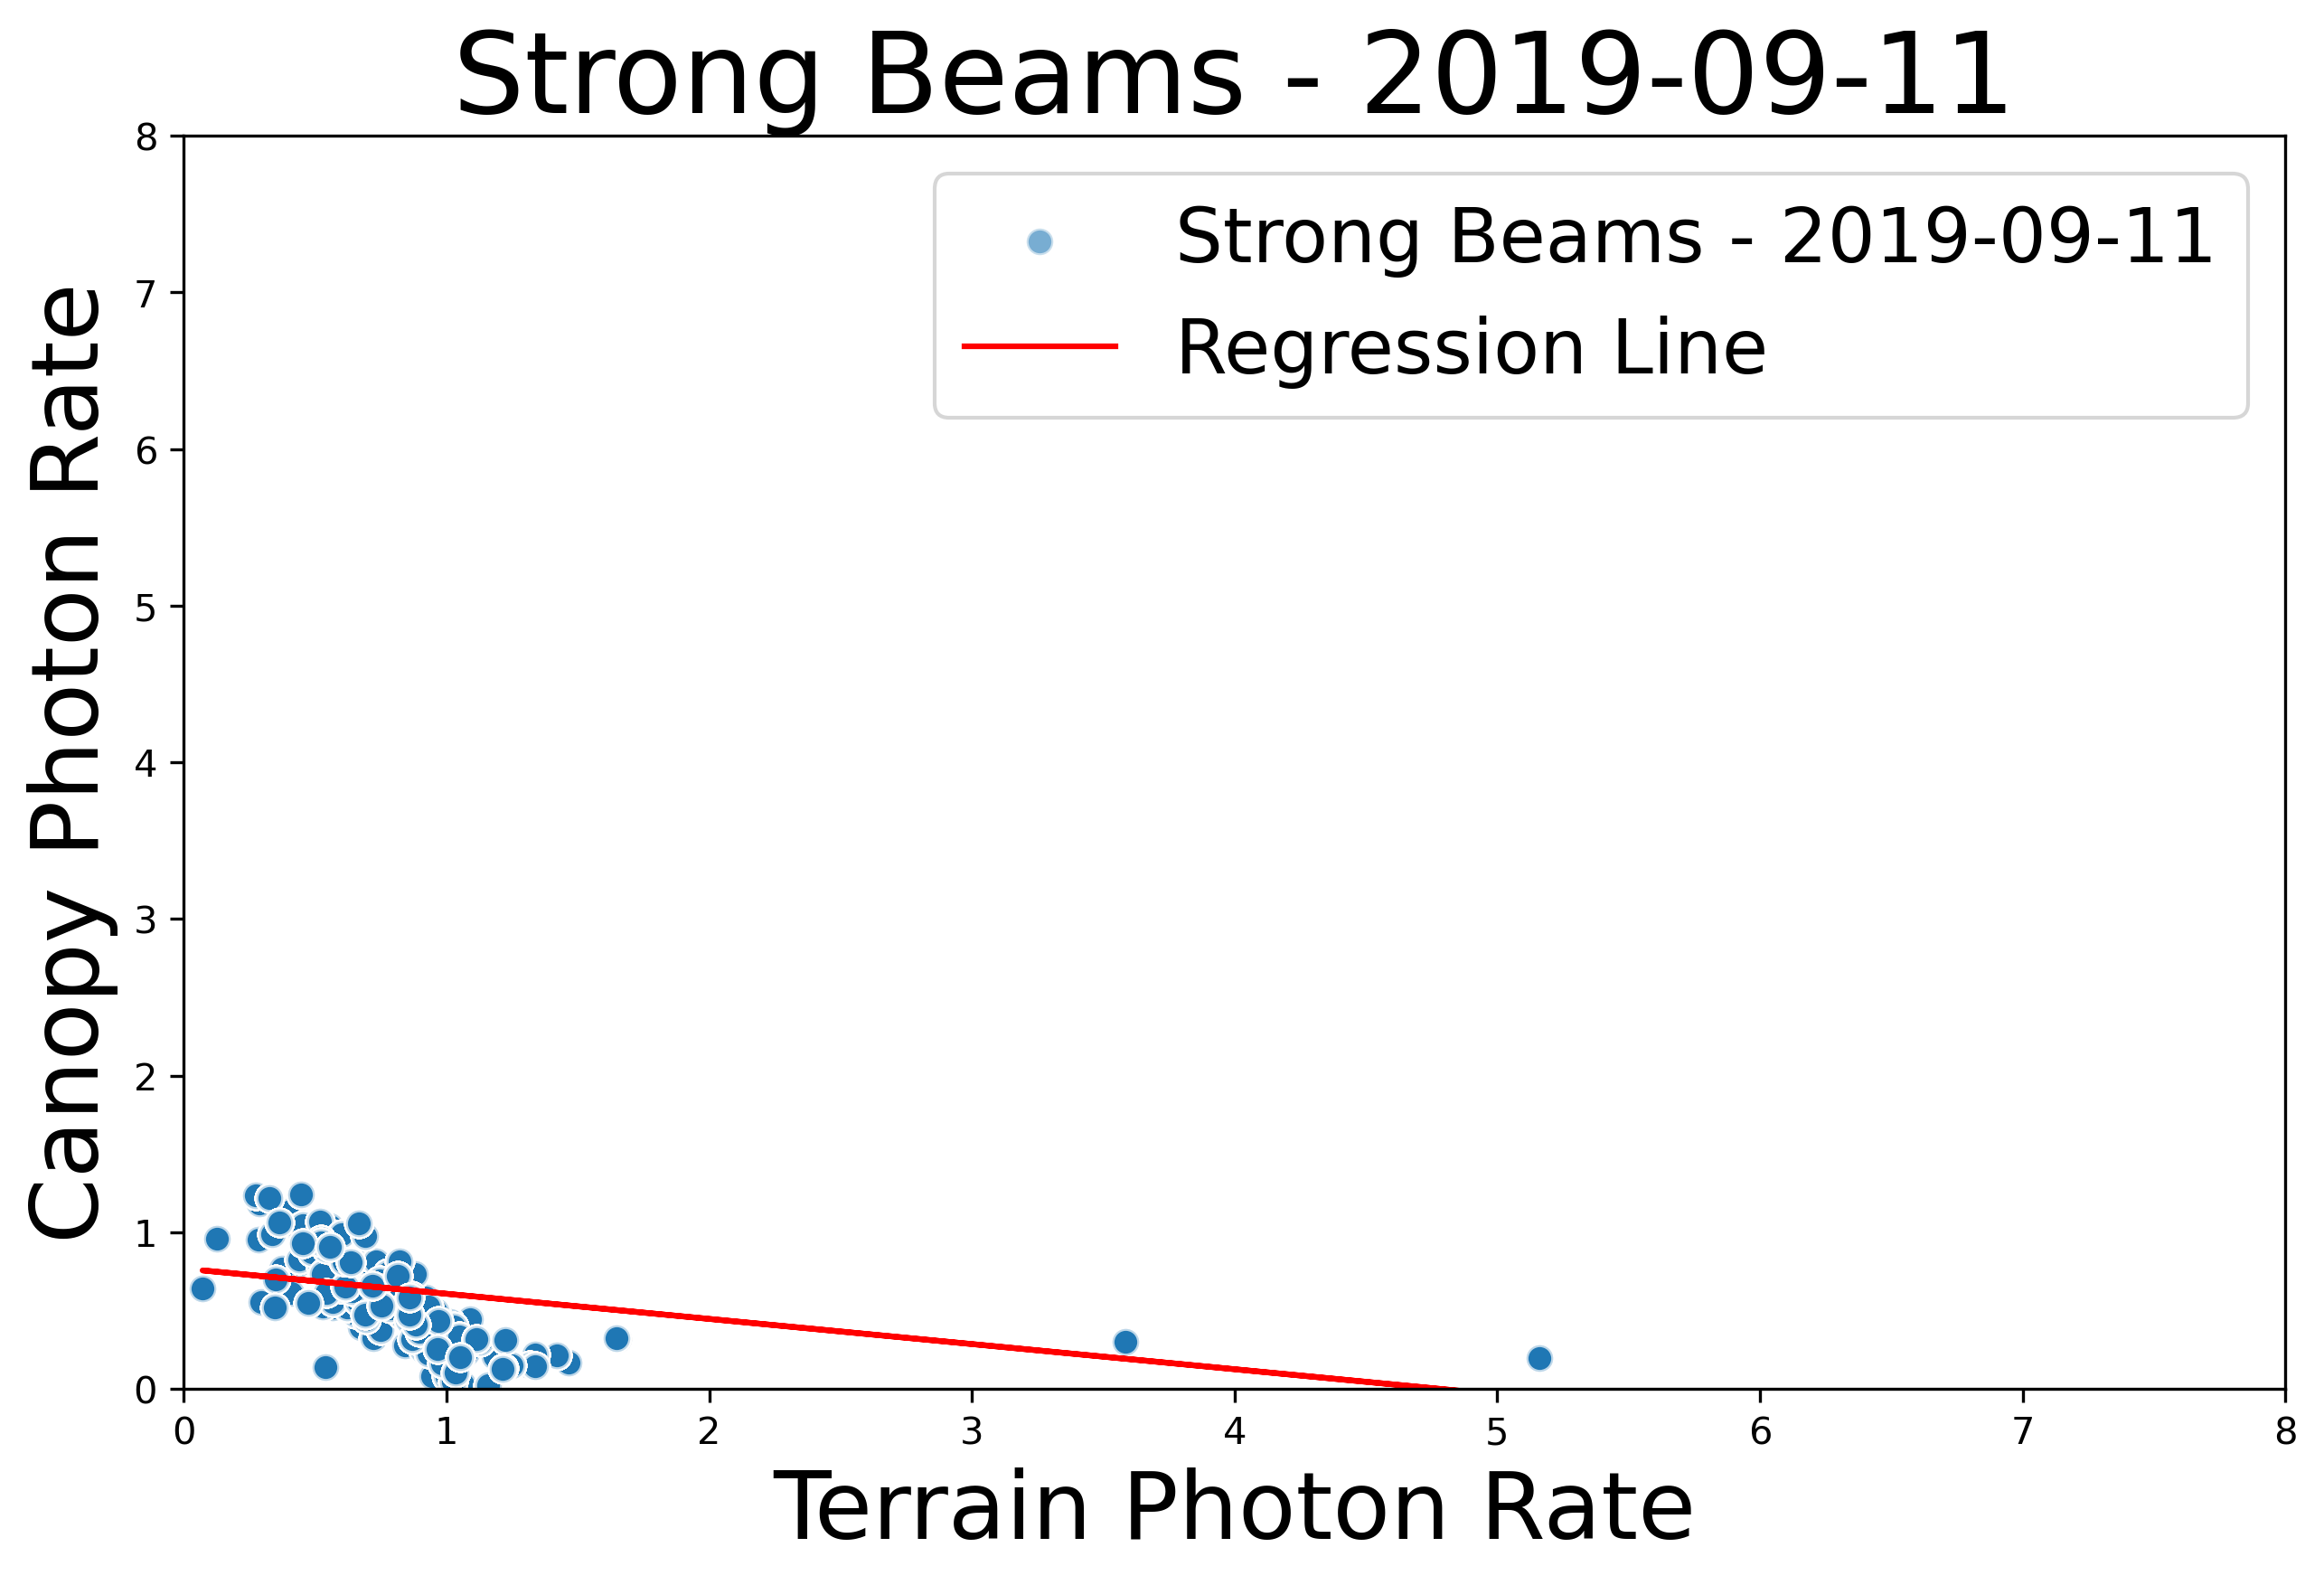 Strong Beams - 2019-09-11
Strong Beams - 2019-09-11
Regression Line
Canopy Photon Rate
8
7
6
5
4
3
2
1
0
0 1 2 3 4 5 6 7 8
Terrain Photon Rate